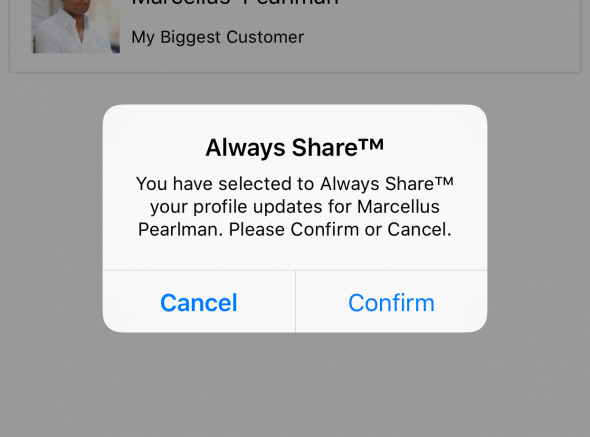 Marcellus Pearlman
My Biggest Customer
Always Share™
You have selected to Always Share™
your profile updates for Marcellus
Pearlman. Please Confirm or Cancel.
Cancel
Confirm